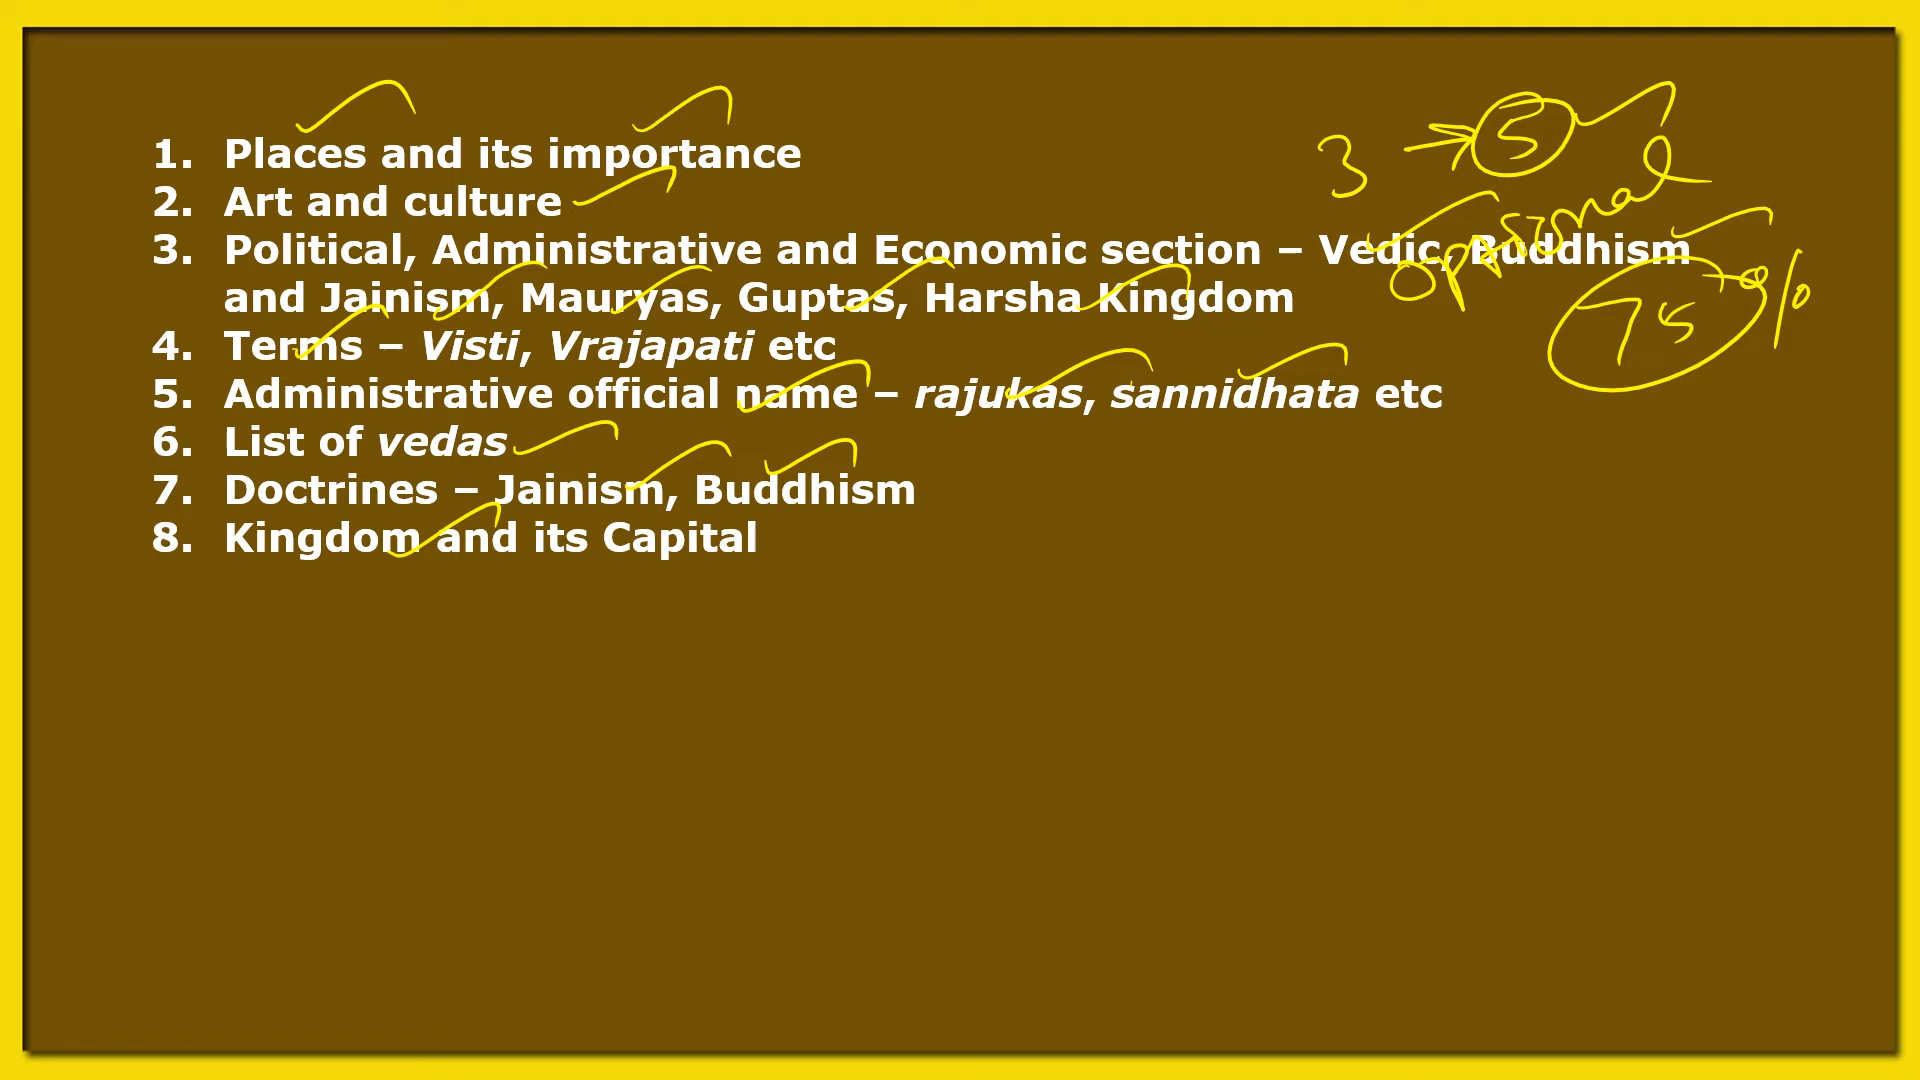 1. Places and its importance
2. Art and culture
3. Political, Administrative and Economic section – Vedic, Buddhism
and Jainism, Mauryas, Guptas, Harsha Kingdom
4. Terms – Visti, Vrajapati etc
5. Administrative official name – rajukas, sannidhata etc
6. List of vedas
7. Doctrines – Jainism, Buddhism
8. Kingdom and its Capital
3 → 5
optional
75%